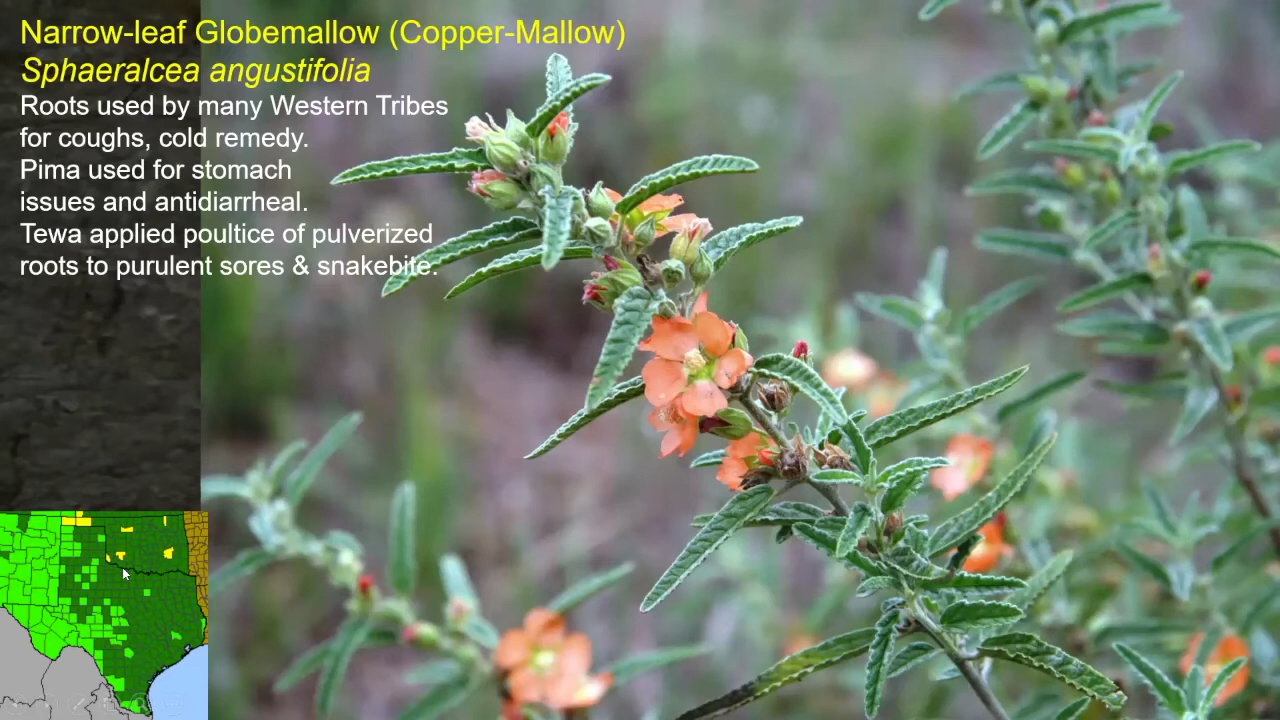 Narrow-leaf Globemallow (Copper-Mallow)
Sphaeralcea angustifolia
Roots used by many Western Tribes
for coughs, cold remedy.
Pima used for stomach
issues and antidiarrheal.
Tewa applied poultice of pulverized
roots to purulent sores & snakebite.